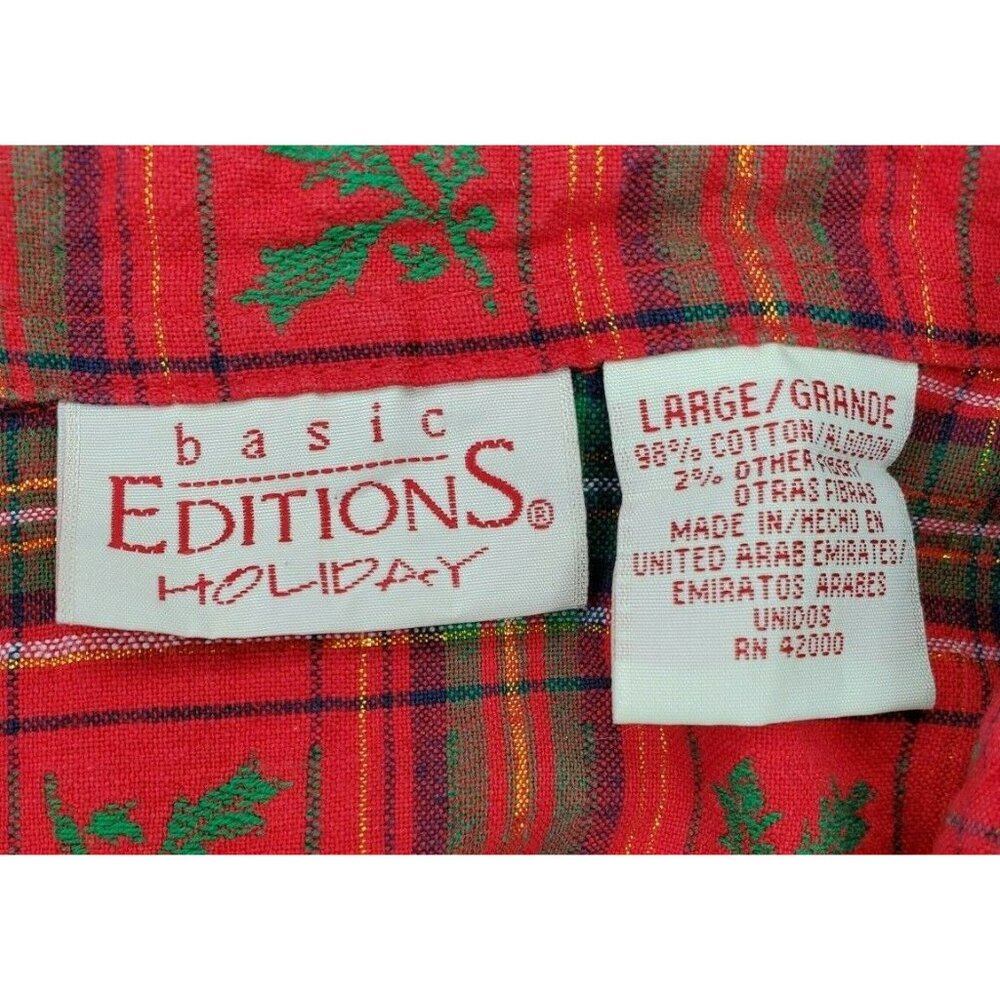 basic
EDITIONS®
HOLIDAY
LARGE/GRANDE
98% COTTON/ALGODON
2% OTHER FIBER/
OTRAS FIBRAS
MADE IN/HECHO EN
UNITED ARAB EMIRATES/
EMIRATOS ARABES
UNIDOS
RN 42000